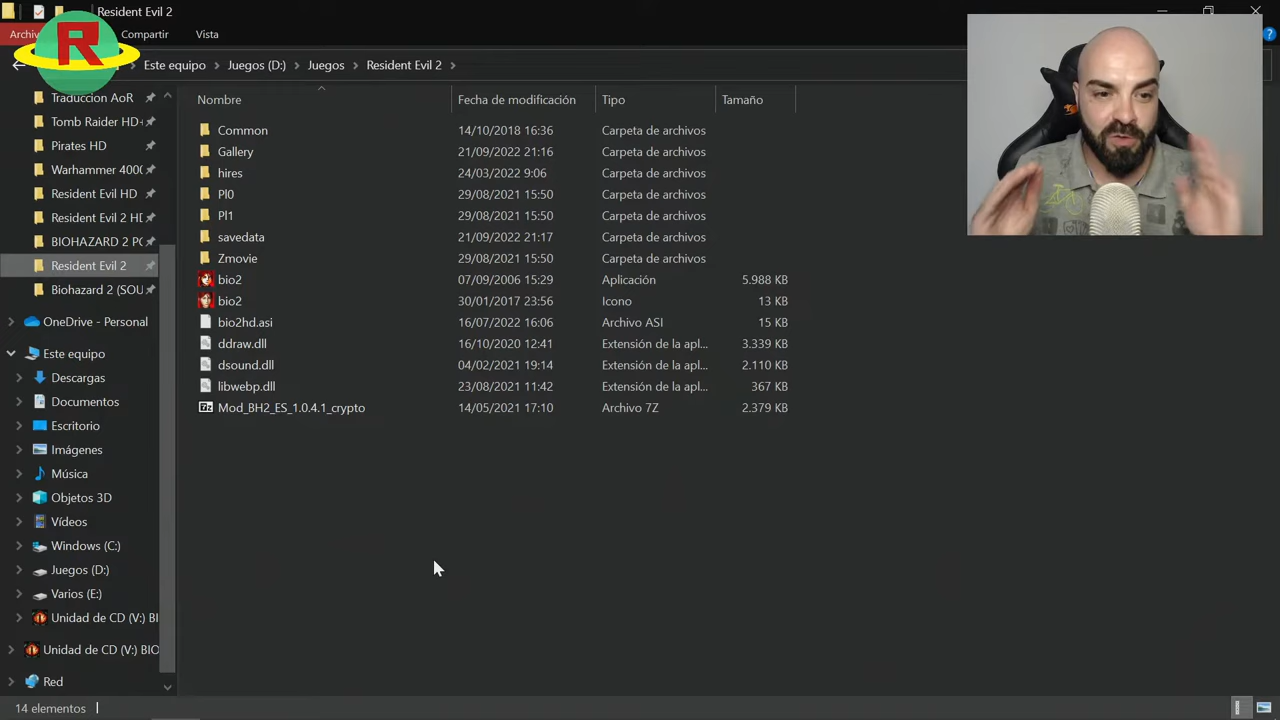 Resident Evil 2
R
Compartir
Vista
Este equipo
Juegos (D:)
Juegos
Resident Evil 2
Traducción AoR
Tomb Raider HD
Pirates HD
Warhammer 4000
Resident Evil HD
Resident Evil 2 HD
BIOHAZARD 2 PC
Resident Evil 2
Biohazard 2 (SOU
OneDrive - Personal
Este equipo
Descargas
Documentos
Escritorio
Imágenes
Música
Objetos 3D
Vídeos
Windows (C:)
Juegos (D:)
Varios (E:)
Unidad de CD (V:) BI
Unidad de CD (V:) BIO
Red
Nombre Fecha de modificación Tipo Tamaño
Common 14/10/2018 16:36 Carpeta de archivos
Gallery 21/09/2022 21:16 Carpeta de archivos
hires 24/03/2022 9:06 Carpeta de archivos
Pl0 29/08/2021 15:50 Carpeta de archivos
Pl1 29/08/2021 15:50 Carpeta de archivos
savedata 21/09/2022 21:17 Carpeta de archivos
Zmovie 29/08/2021 15:50 Carpeta de archivos
bio2 07/09/2006 15:29 Aplicación 5.988 KB
bio2 30/01/2017 23:56 Icono 13 KB
bio2hd.asi 16/07/2022 16:06 Archivo ASI 15 KB
ddraw.dll 16/10/2020 12:41 Extensión de la apl... 3.339 KB
dsound.dll 04/02/2021 19:14 Extensión de la apl... 2.110 KB
libwebp.dll 23/08/2021 11:42 Extensión de la apl... 367 KB
Mod_BH2_ES_1.0.4.1_crypto 14/05/2021 17:10 Archivo 7Z 2.379 KB
14 elementos